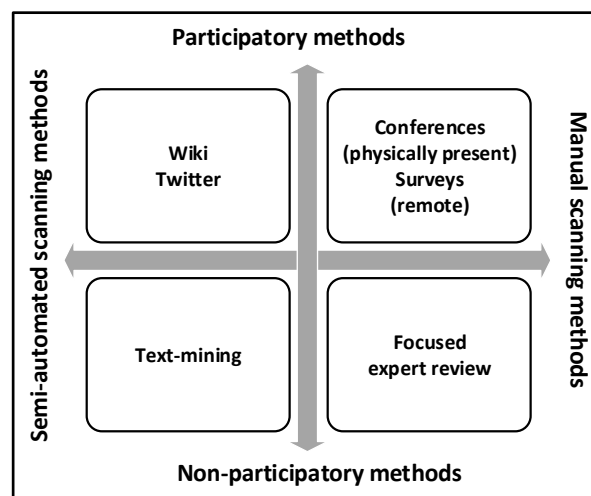 Participatory methods
Semi-automated scanning methods
Wiki
Twitter
Conferences
(physically present)
Surveys
(remote)
Manual scanning methods
Text-mining
Focused
expert review
Non-participatory methods